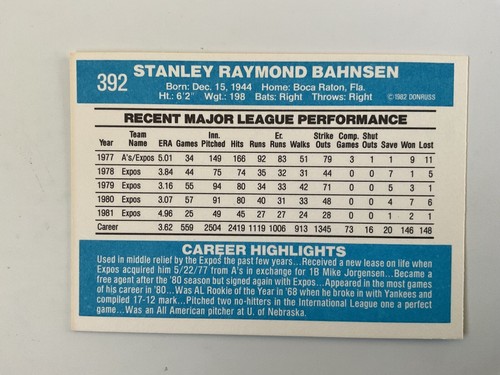 392
STANLEY RAYMOND BAHNSEN
Born: Dec. 15, 1944 Home: Boca Raton, Fla.
Ht.: 6'2" Wgt.: 198 Bats: Right Throws: Right
©1982 DONRUSS
RECENT MAJOR LEAGUE PERFORMANCE
Year Team Name ERA Games Inn. Pitched Hits Runs Er. Runs Walks Strike Outs Comp. Games Shut Outs Save Won Lost
1977 A's/Expos 5.01 34 149 166 92 83 51 79 3 1 1 9 11
1978 Expos 3.84 44 75 74 35 32 31 44 0 0 7 1 5
1979 Expos 3.16 55 94 80 34 33 42 71 0 0 5 3 1
1980 Expos 3.07 57 91 80 41 31 33 48 0 0 4 7 6
1981 Expos 4.96 25 49 45 27 27 24 28 0 0 1 2 1
Career 3.62 559 2504 2419 1119 1006 913 1345 73 16 20 146 148
CAREER HIGHLIGHTS
Used in middle relief by the Expos the past few years...Received a new lease on life when
Expos acquired him 5/22/77 from A's in exchange for 1B Mike Jorgensen...Became a
free agent after the '80 season but signed again with Expos...Appeared in the most games
of his career in '80...Was AL Rookie of the Year in '68 when he broke in with Yankees and
compiled 17-12 mark...Pitched two no-hitters in the International League one a perfect
game...Was an All American pitcher at U. of Nebraska.